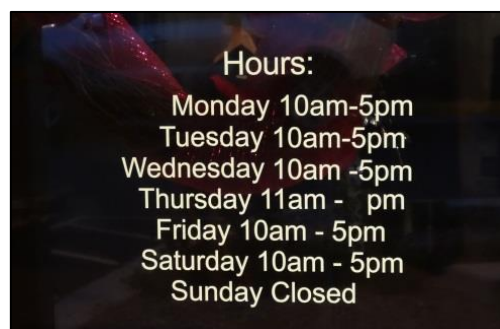 Hours:
Monday 10am-5pm
Tuesday 10am-5pm
Wednesday 10am -5pm
Thursday 11am - pm
Friday 10am - 5pm
Saturday 10am - 5pm
Sunday Closed